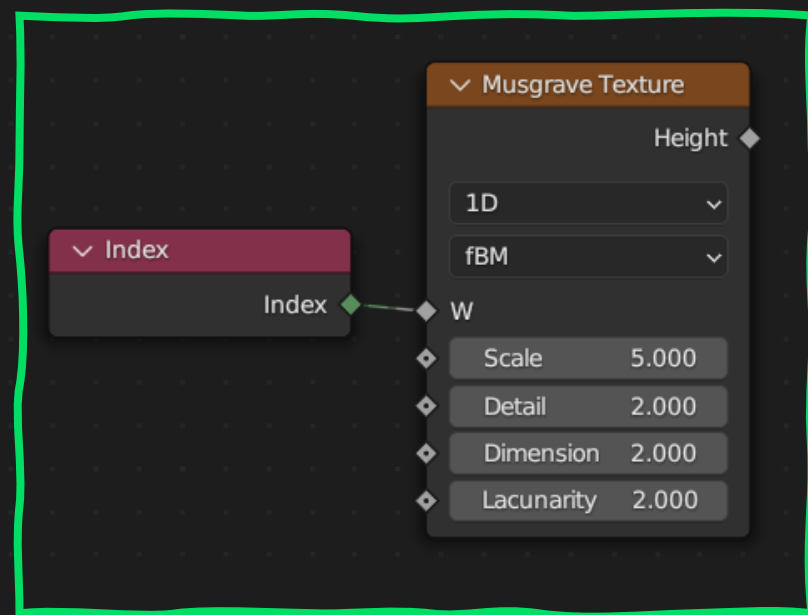 Index
Index
Musgrave Texture
Height
1D
fBM
W
Scale 5.000
Detail 2.000
Dimension 2.000
Lacunarity 2.000